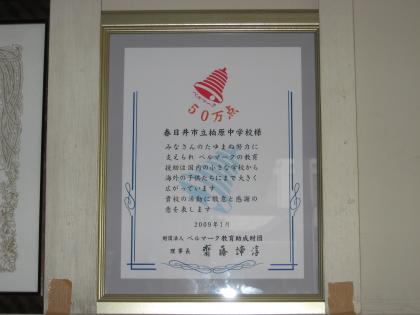 ベルマーク
50万点
春日井市立柏原中学校様
みなさんのたゆまぬ努力に
支えられ ベルマークの教育
援助は国内の小さな学校から
海外の子供たちにまで大きく
広がっています
貴校の活動に敬意と感謝の
意を表します
2009年1月
財団法人 ベルマーク教育助成財団
理事長 齋藤諦淳